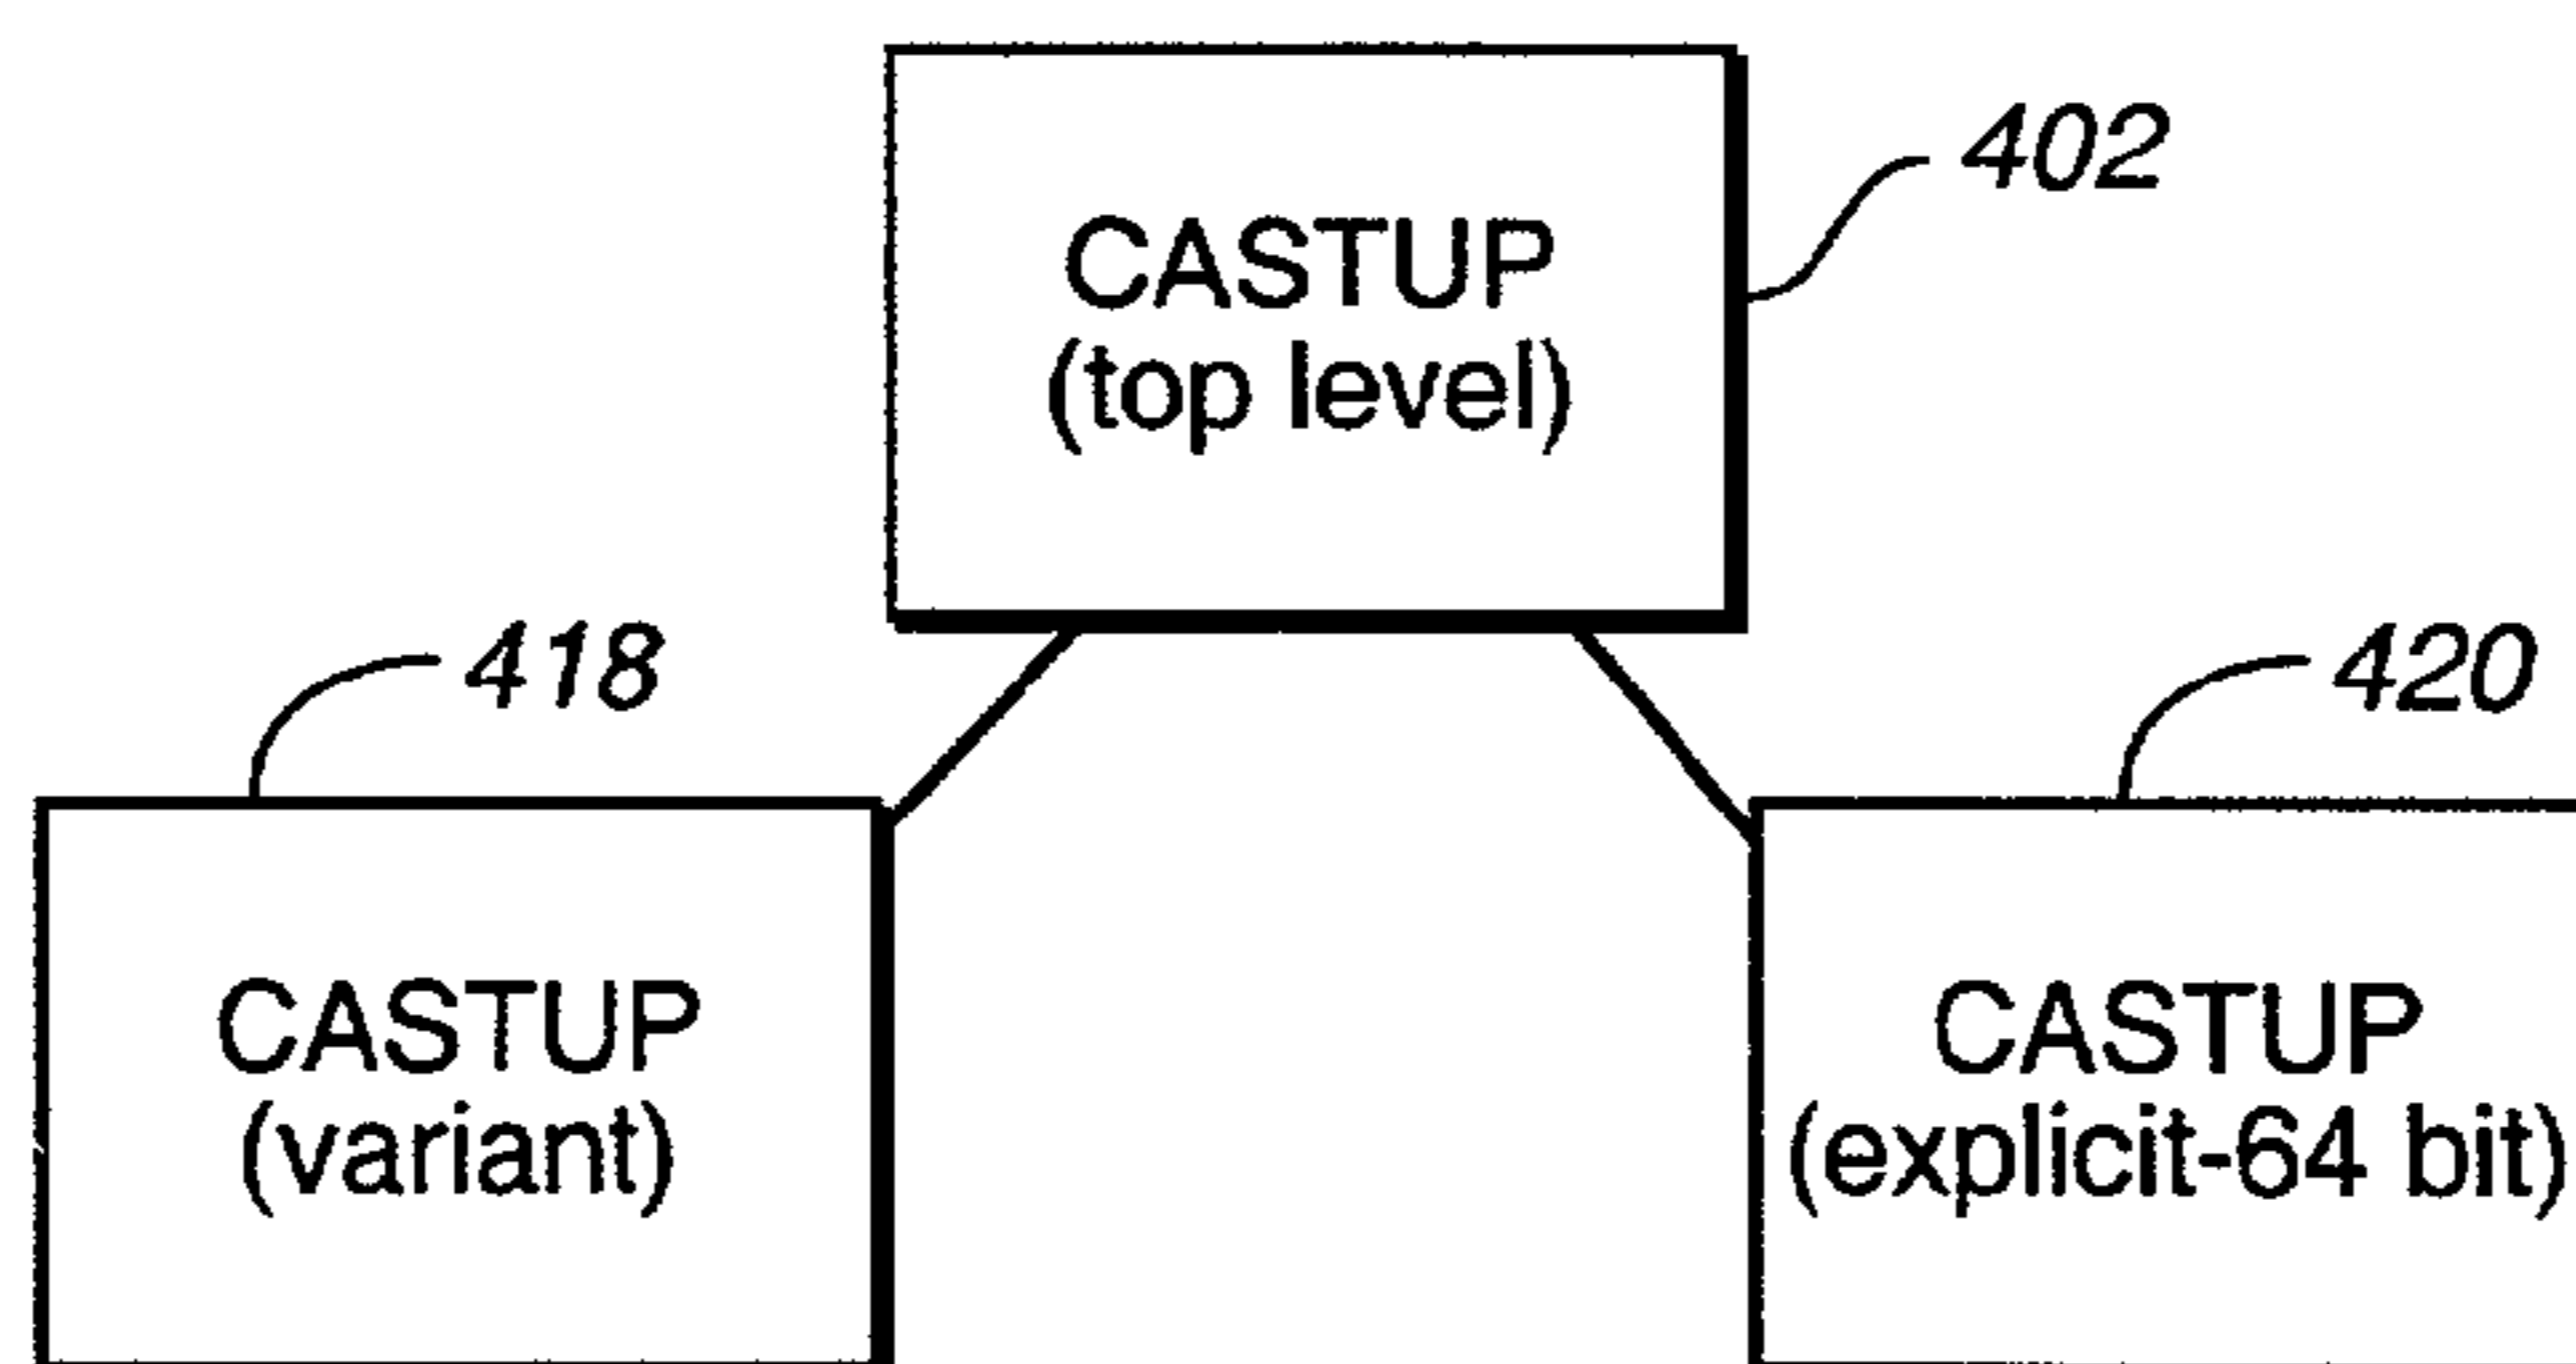 402
CASTUP
(top level)
418
420
CASTUP
(variant)
CASTUP
(explicit-64 bit)